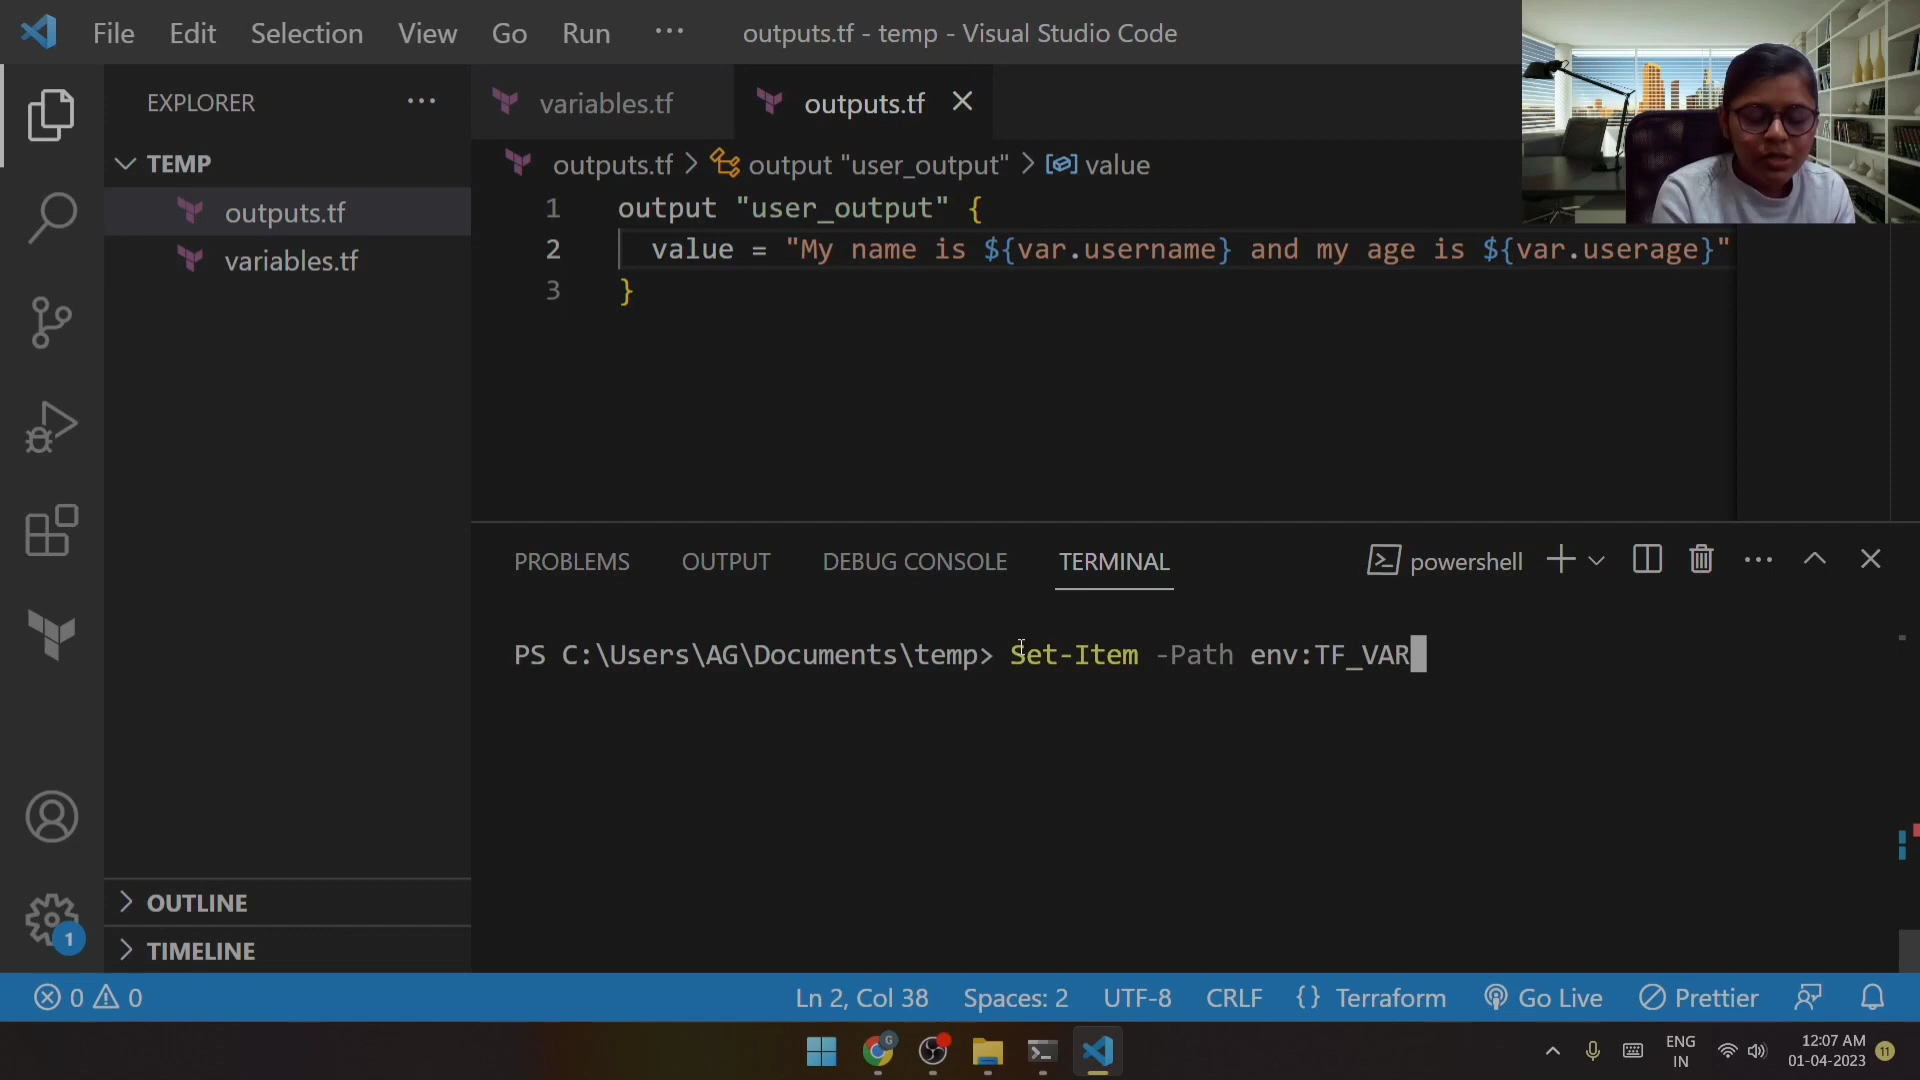 File Edit Selection View Go Run ··· outputs.tf - temp - Visual Studio Code
EXPLORER ···
TEMP
outputs.tf
variables.tf
OUTLINE
TIMELINE
variables.tf outputs.tf
outputs.tf > output "user_output" > value
1 output "user_output" {
2 value = "My name is ${var.username} and my age is ${var.userage}"
3 }
PROBLEMS OUTPUT DEBUG CONSOLE TERMINAL powershell
PS C:\Users\AG\Documents\temp> Set-Item -Path env:TF_VAR
1
0 0 Ln 2, Col 38 Spaces: 2 UTF-8 CRLF {} Terraform Go Live Prettier
G
ENG
IN
12:07 AM
01-04-2023
11